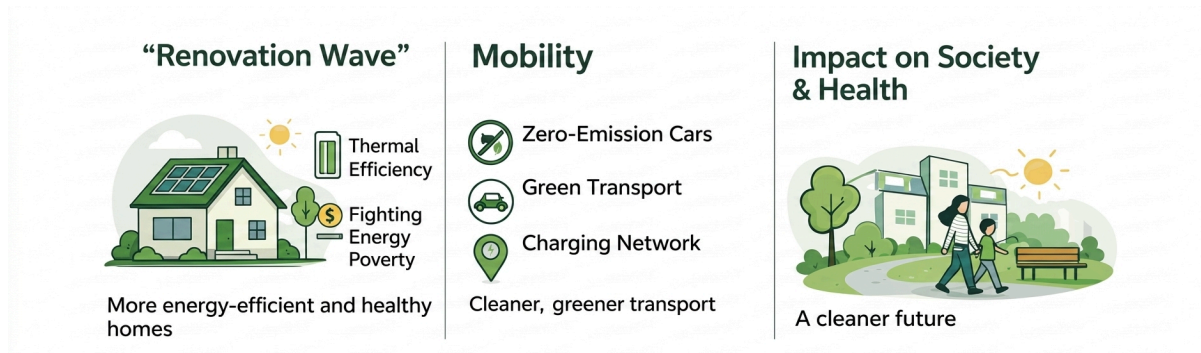 “Renovation Wave”
Thermal
Efficiency
$
Fighting
Energy
Poverty
More energy-efficient and healthy
homes
Mobility
Zero-Emission Cars
Green Transport
Charging Network
Cleaner, greener transport
Impact on Society
& Health
A cleaner future